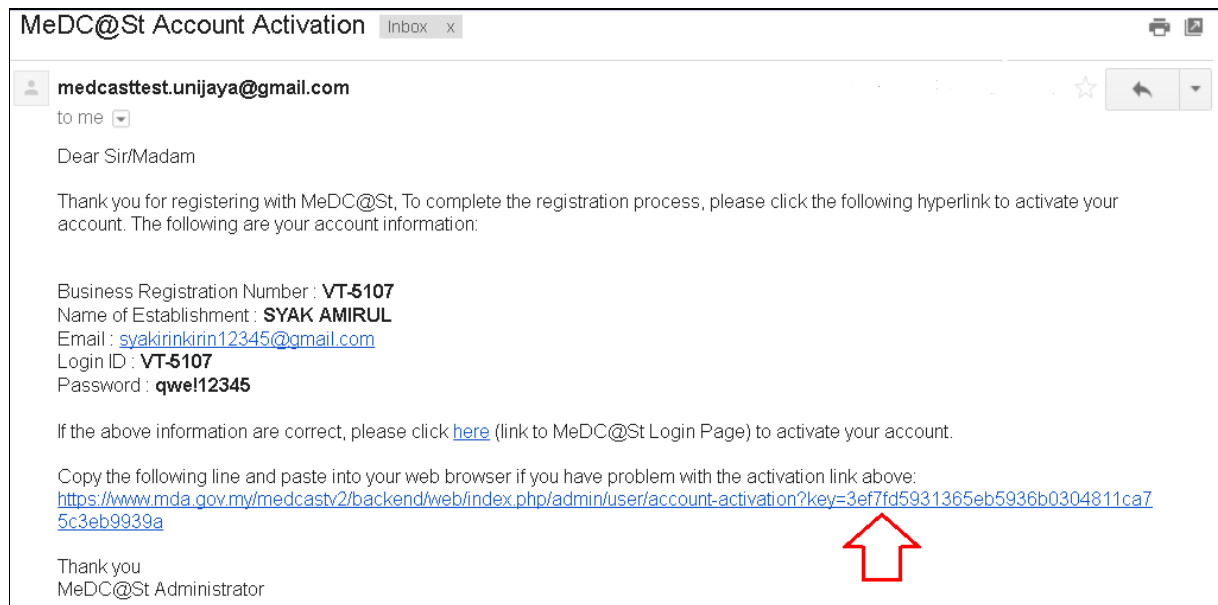 MeDC@St Account Activation Inbox x
medcasttest.unijaya@gmail.com
to me
Dear Sir/Madam
Thank you for registering with MeDC@St, To complete the registration process, please click the following hyperlink to activate your
account. The following are your account information:
Business Registration Number : VT-5107
Name of Establishment : SYAK AMIRUL
Email : syakirinkirin12345@gmail.com
Login ID : VT-5107
Password : qwe!12345
If the above information are correct, please click here (link to MeDC@St Login Page) to activate your account.
Copy the following line and paste into your web browser if you have problem with the activation link above:
https://www.mda.gov.my/medcastv2/backend/web/index.php/admin/user/account-activation?key=3ef7fd5931365eb5936b0304811ca7
5c3eb9939a
Thank you
MeDC@St Administrator